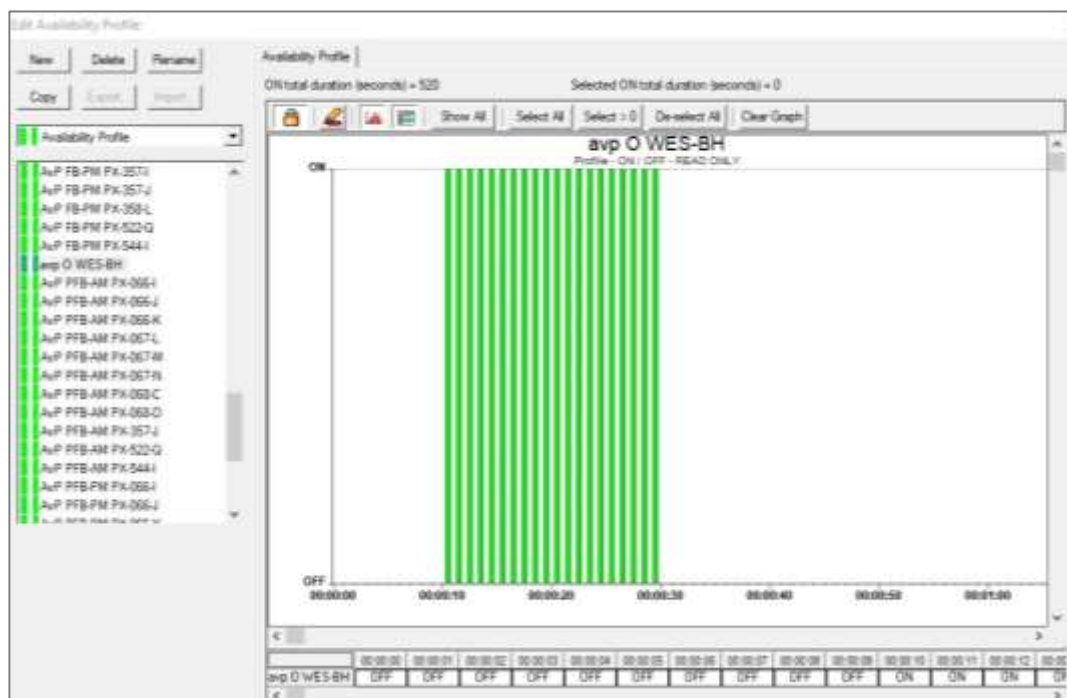 Edit Availability Profile
New Delete Rename
Copy Export Import
Availability Profile
AvP FB-PM PX-357-I
AvP FB-PM PX-357-J
AvP FB-PM PX-358-L
AvP FB-PM PX-522-Q
AvP FB-PM PX-544-I
avp O WES-BH
AvP PFB-AM PX-066-I
AvP PFB-AM PX-066-J
AvP PFB-AM PX-066-K
AvP PFB-AM PX-067-L
AvP PFB-AM PX-067-M
AvP PFB-AM PX-067-N
AvP PFB-AM PX-068-C
AvP PFB-AM PX-068-D
AvP PFB-AM PX-357-J
AvP PFB-AM PX-522-Q
AvP PFB-AM PX-544-I
AvP PFB-PM PX-066-I
AvP PFB-PM PX-066-J
Availability Profile
ON total duration (seconds) = 520 Selected ON total duration (seconds) = 0
Show All Select All Select > 0 De-select All Clear Graph
avp O WES-BH
Profile - ON / OFF - READ ONLY
ON
OFF
00:00:00 00:00:10 00:00:20 00:00:30 00:00:40 00:00:50 00:01:00
00:00:00 00:00:01 00:00:02 00:00:03 00:00:04 00:00:05 00:00:06 00:00:07 00:00:08 00:00:09 00:00:10 00:00:11 00:00:12
avp O WES-BH OFF OFF OFF OFF OFF OFF OFF OFF OFF OFF ON ON ON